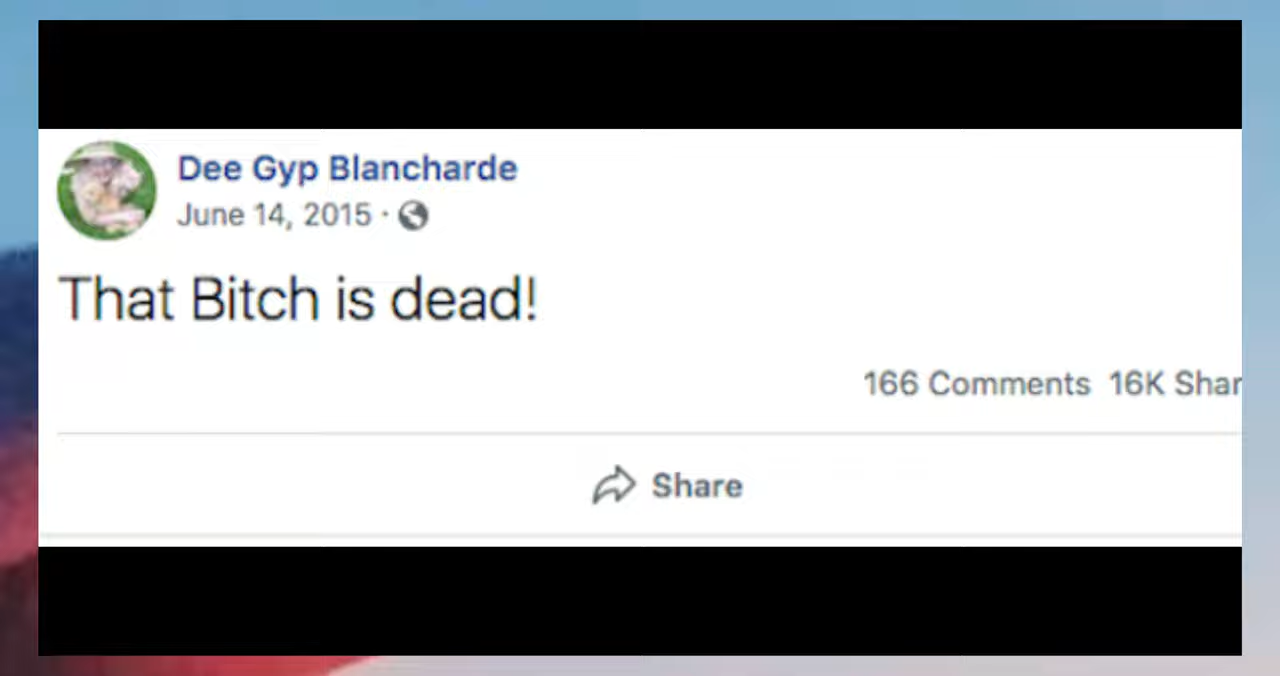 Dee Gyp Blancharde
June 14, 2015 ·
That Bitch is dead!
166 Comments 16K Shar
Share